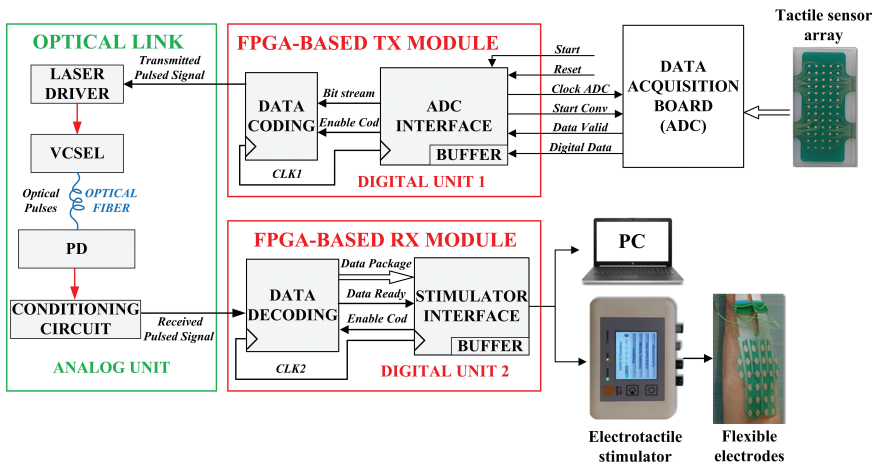 OPTICAL LINK
LASER
DRIVER
VCSEL
Optical
Pulses
OPTICAL
FIBER
PD
CONDITIONING
CIRCUIT
ANALOG UNIT
Transmitted
Pulsed Signal
Received
Pulsed Signal
FPGA-BASED TX MODULE
DATA
CODING
Bit stream
Enable Cod
CLK1
ADC
INTERFACE
BUFFER
DIGITAL UNIT 1
Start
Reset
Clock ADC
Start Conv
Data Valid
Digital Data
DATA
ACQUISITION
BOARD
(ADC)
Tactile sensor
array
FPGA-BASED RX MODULE
DATA
DECODING
Data Package
Data Ready
Enable Cod
CLK2
STIMULATOR
INTERFACE
BUFFER
DIGITAL UNIT 2
PC
Electrotactile
stimulator
Flexible
electrodes